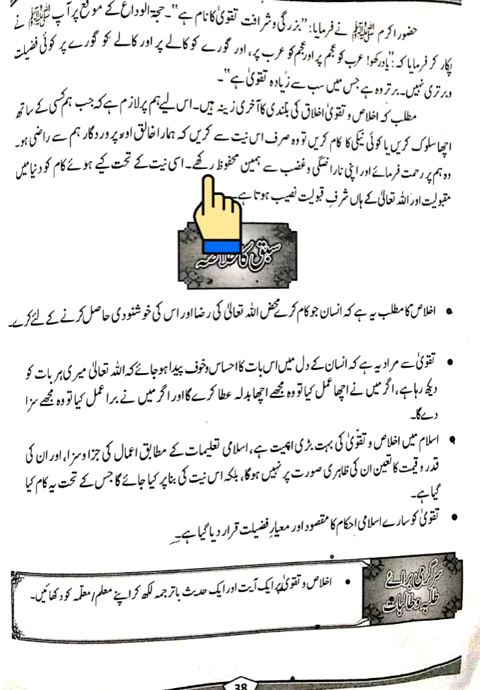 حضور اکرم ﷺ نے فرمایا: "بزرگی و شرافت تقویٰ کا نام ہے"۔ حجۃ الوداع کے موقع پر آپ ﷺ نے
پکار کر فرمایا کہ: "یاد رکھو! عرب کو عجم پر اور عجم کو عرب پر، اور گورے کو کالے پر اور کالے کو گورے پر کوئی فضیلت
و برتری نہیں۔ برتر وہ ہے جس میں سب سے زیادہ تقویٰ ہے"۔
مطلب کہ اخلاص و تقویٰ اخلاق کی بلندی کا آخری زینہ ہیں۔ اس لیے ہم پر لازم ہے کہ جب ہم کسی کے ساتھ
اچھا سلوک کریں یا کوئی نیکی کا کام کریں تو وہ صرف اس نیت سے کریں کہ ہمارا خالق اور پروردگار ہم سے راضی ہو۔
وہ ہم پر رحمت فرمائے اور اپنی ناراضگی و غضب سے ہمیں محفوظ رکھے۔ اسی نیت کے تحت کیے ہوئے کام کو دنیا میں
مقبولیت اور اللہ تعالیٰ کے ہاں شرفِ قبولیت نصیب ہوتا ہے
سبق کا خلاصہ
• اخلاص کا مطلب یہ ہے کہ انسان جو کام کرے محض اللہ تعالیٰ کی رضا اور اس کی خوشنودی حاصل کرنے کے لئے کرے۔
• تقویٰ سے مراد یہ ہے کہ انسان کے دل میں اس بات کا احساس و خوف پیدا ہو جائے کہ اللہ تعالیٰ میری ہر بات کو
دیکھ رہا ہے، اگر میں نے اچھا عمل کیا تو وہ مجھے اچھا بدلہ عطا کرے گا اور اگر میں نے برا عمل کیا تو وہ مجھے سزا
دے گا۔
• اسلام میں اخلاص و تقویٰ کی بہت بڑی اہمیت ہے، اسلامی تعلیمات کے مطابق اعمال کی جزا و سزا، اور ان کی
قدر و قیمت کا تعین ان کی ظاہری صورت پر نہیں ہوگا، بلکہ اس نیت کی بنا پر کیا جائے گا جس کے تحت یہ کام کیا
گیا ہے۔
• تقویٰ کو سارے اسلامی احکام کا مقصود اور معیارِ فضیلت قرار دیا گیا ہے۔
سرگرمی برائے
طلبہ و طالبات
• اخلاص و تقویٰ پر ایک آیت اور ایک حدیث با ترجمہ لکھ کر اپنے معلم/معلّمہ کو دکھائیں۔
38